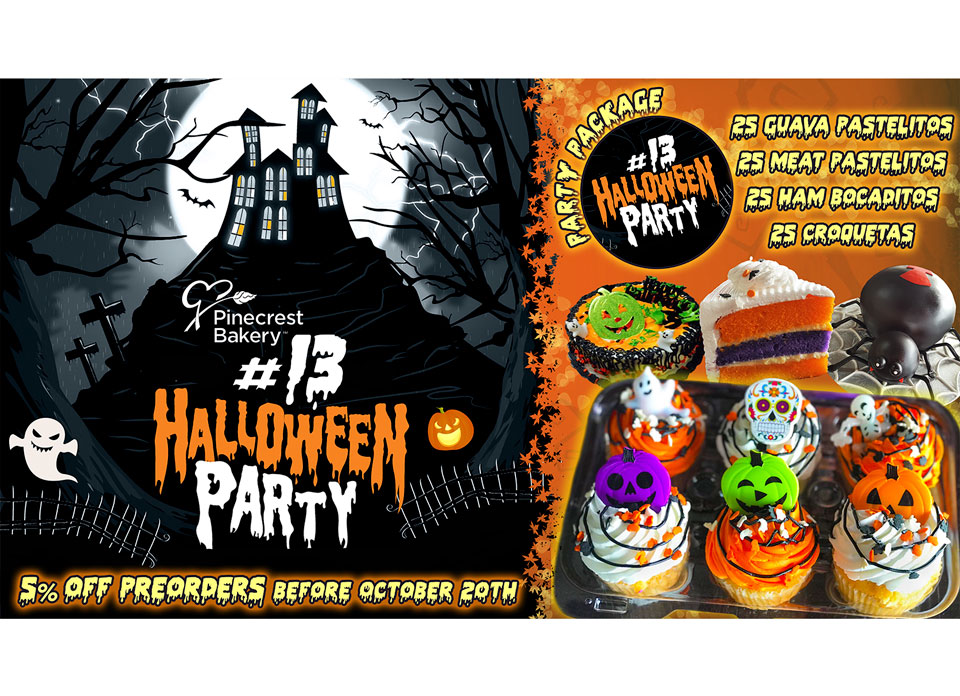 Pinecrest
Bakery™
#13
HALLOWEEN
PARTY
5% OFF PREORDERS BEFORE OCTOBER 20TH
PARTY PACKAGE
#13
HALLOWEEN
PARTY
25 GUAVA PASTELITOS
25 MEAT PASTELITOS
25 HAM BOCADITOS
25 CROQUETAS